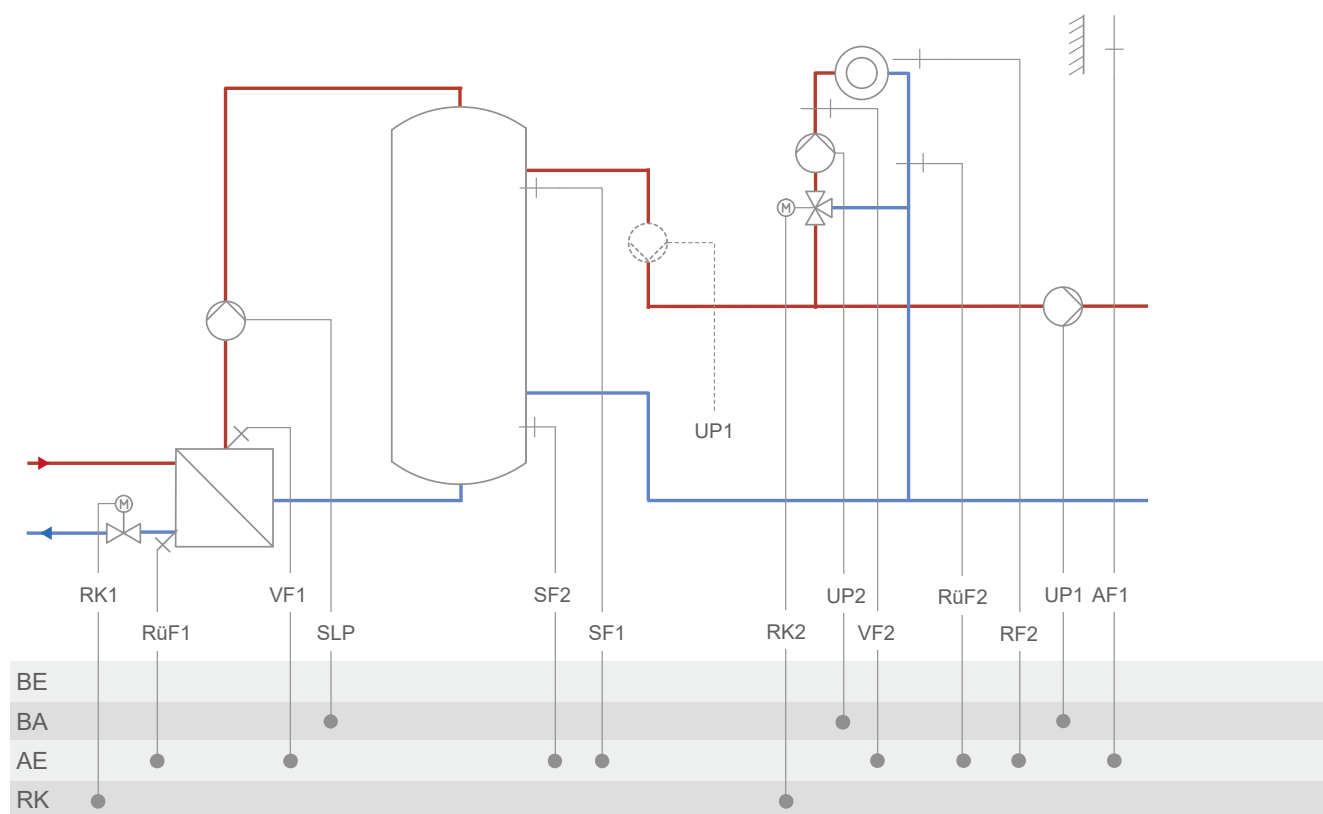 M
UP1
M
RK1
VF1
SF2
UP2
RüF2
UP1
AF1
RüF1
SLP
SF1
RK2
VF2
RF2
BE
BA
AE
RK